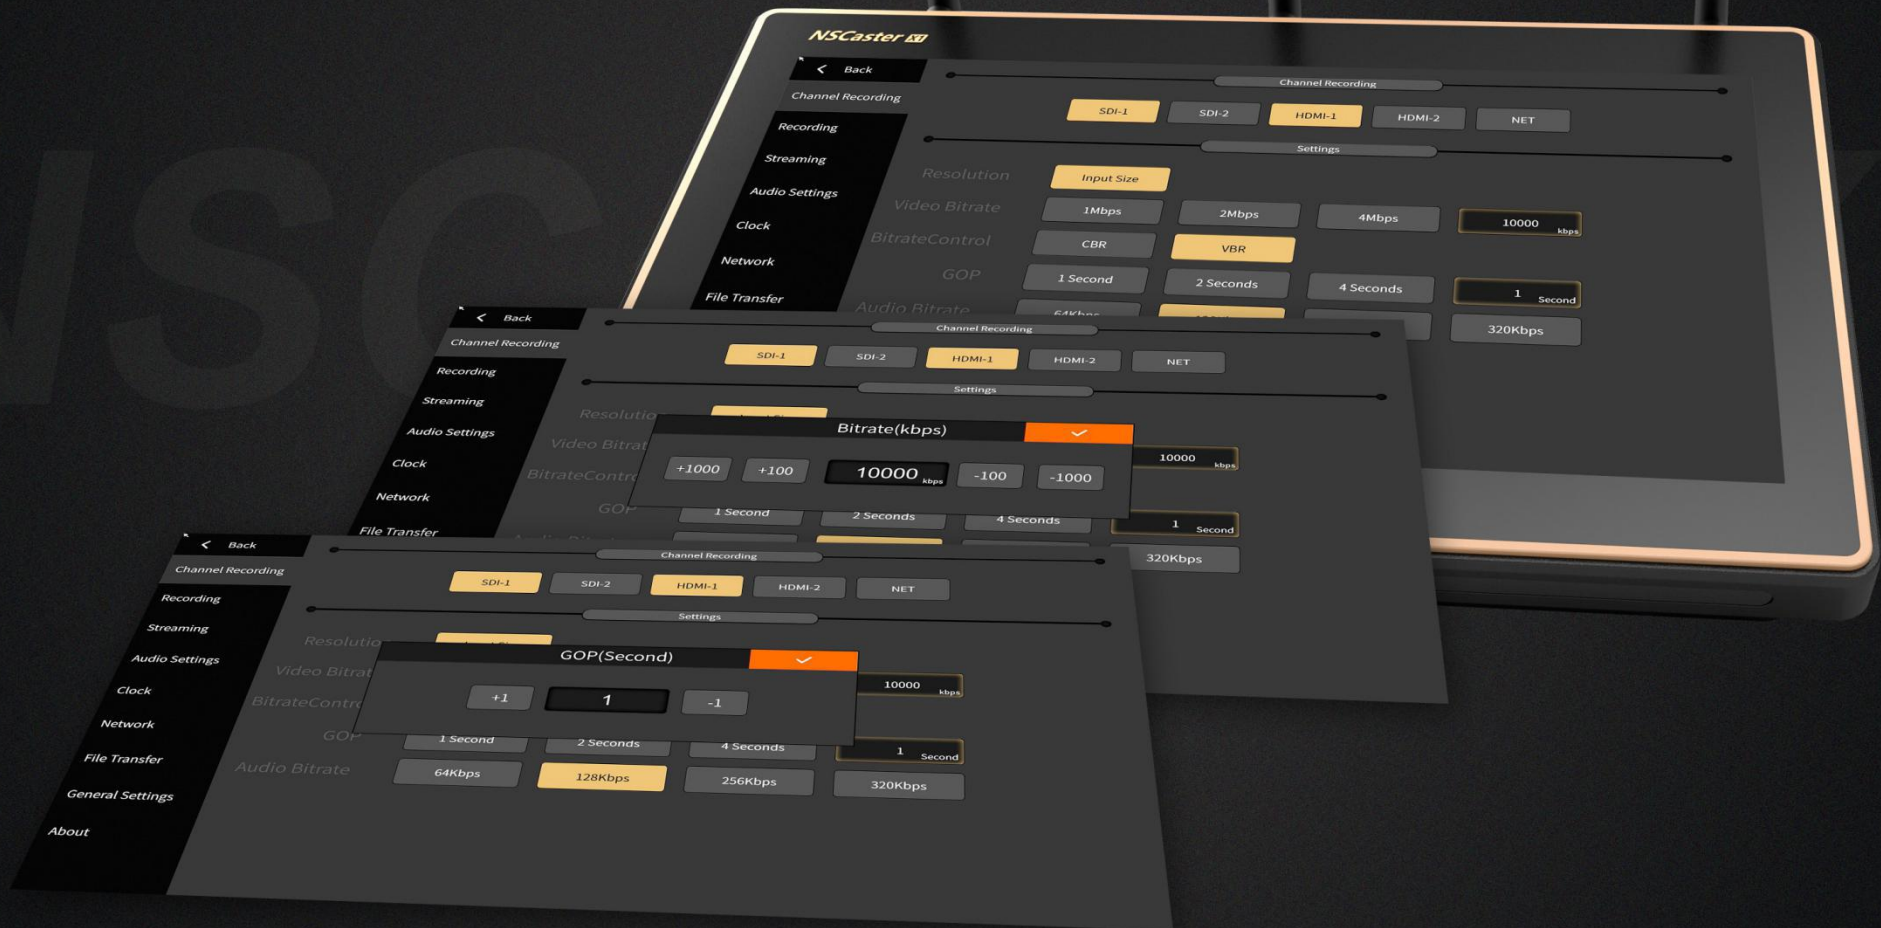 NSCaster X1
Back
Channel Recording
Channel Recording
SDI-1 SDI-2 HDMI-1 HDMI-2 NET
Recording
Settings
Streaming
Resolution Input Size
Audio Settings
Video Bitrate 1Mbps 2Mbps 4Mbps 10000 kbps
Clock
BitrateControl CBR VBR
Network
GOP 1 Second 2 Seconds 4 Seconds 1 Second
File Transfer
Audio Bitrate 64Kbps 320Kbps
Back
Channel Recording
Channel Recording
SDI-1 SDI-2 HDMI-1 HDMI-2 NET
Recording
Settings
Streaming
Audio Settings
Bitrate(kbps)
10000 kbps
Clock
+1000 +100 10000 kbps -100 -1000
Network
GOP 1 Second 2 Seconds 4 Seconds 1 Second
File Transfer
320Kbps
Back
Channel Recording
Channel Recording
SDI-1 SDI-2 HDMI-1 HDMI-2 NET
Recording
Settings
Streaming
Audio Settings
GOP(Second)
10000 kbps
Clock
+1 1 -1
Network
GOP 1 Second 2 Seconds 4 Seconds 1 Second
File Transfer
Audio Bitrate 64Kbps 128Kbps 256Kbps 320Kbps
General Settings
About